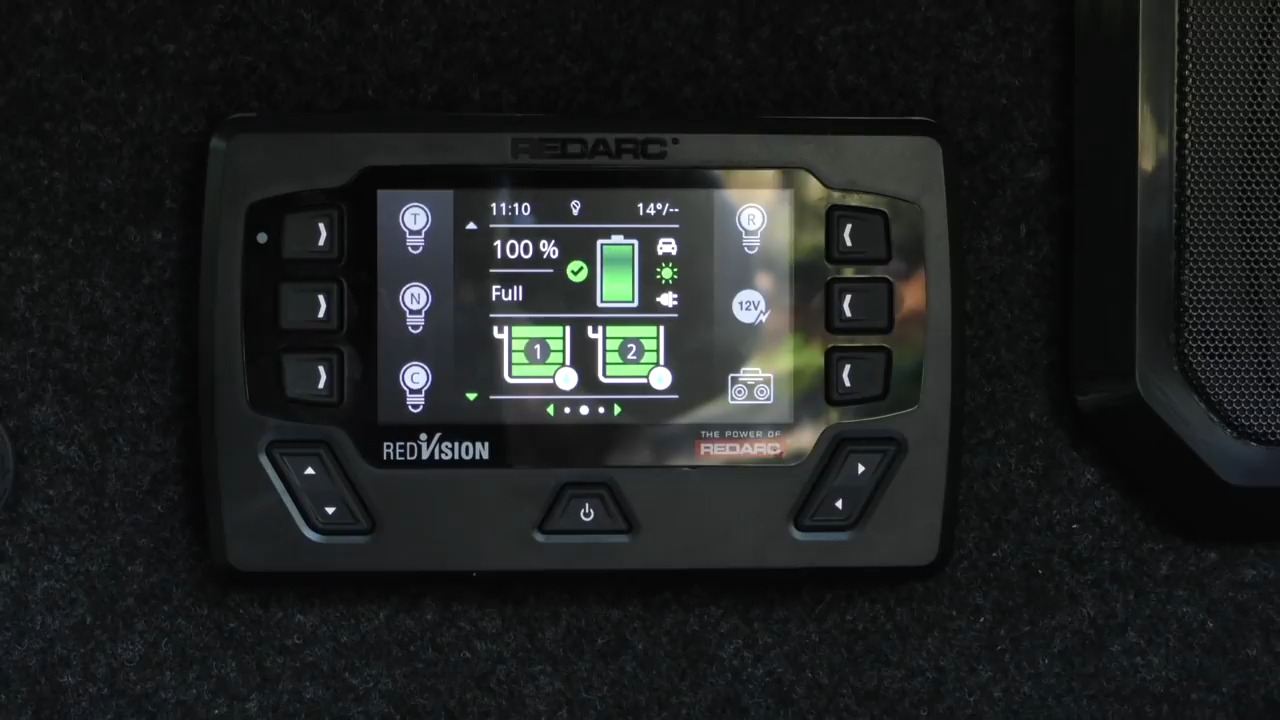 REDARC
T
11:10
14°/--
R
100 %
N
Full
12V
1
2
C
REDVISION
THE POWER OF
REDARC